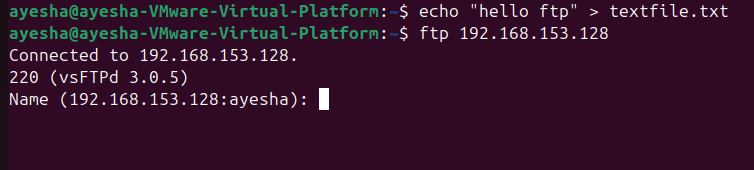 ayesha@ayesha-VMware-Virtual-Platform:~$ echo "hello ftp" > textfile.txt
ayesha@ayesha-VMware-Virtual-Platform:~$ ftp 192.168.153.128
Connected to 192.168.153.128.
220 (vsFTPd 3.0.5)
Name (192.168.153.128:ayesha):